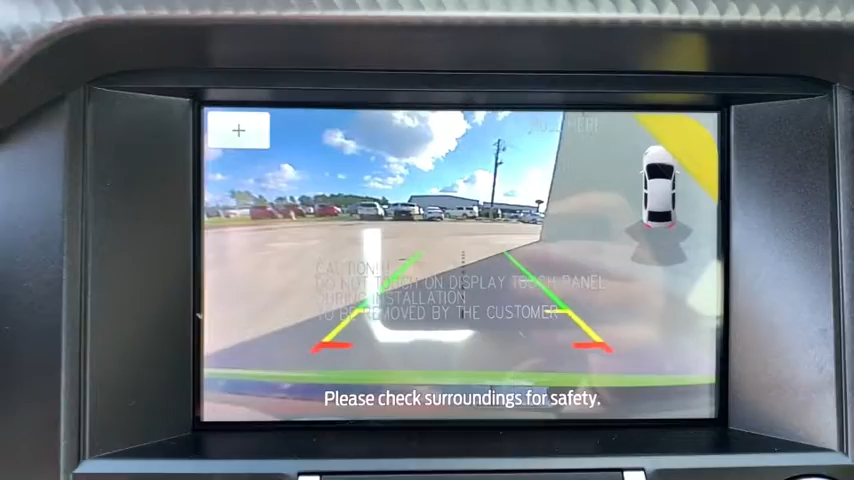 +
CAUTION!!
DO NOT TOUCH ON DISPLAY TOUCH PANEL
DURING INSTALLATION
TO BE REMOVED BY THE CUSTOMER
Please check surroundings for safety.